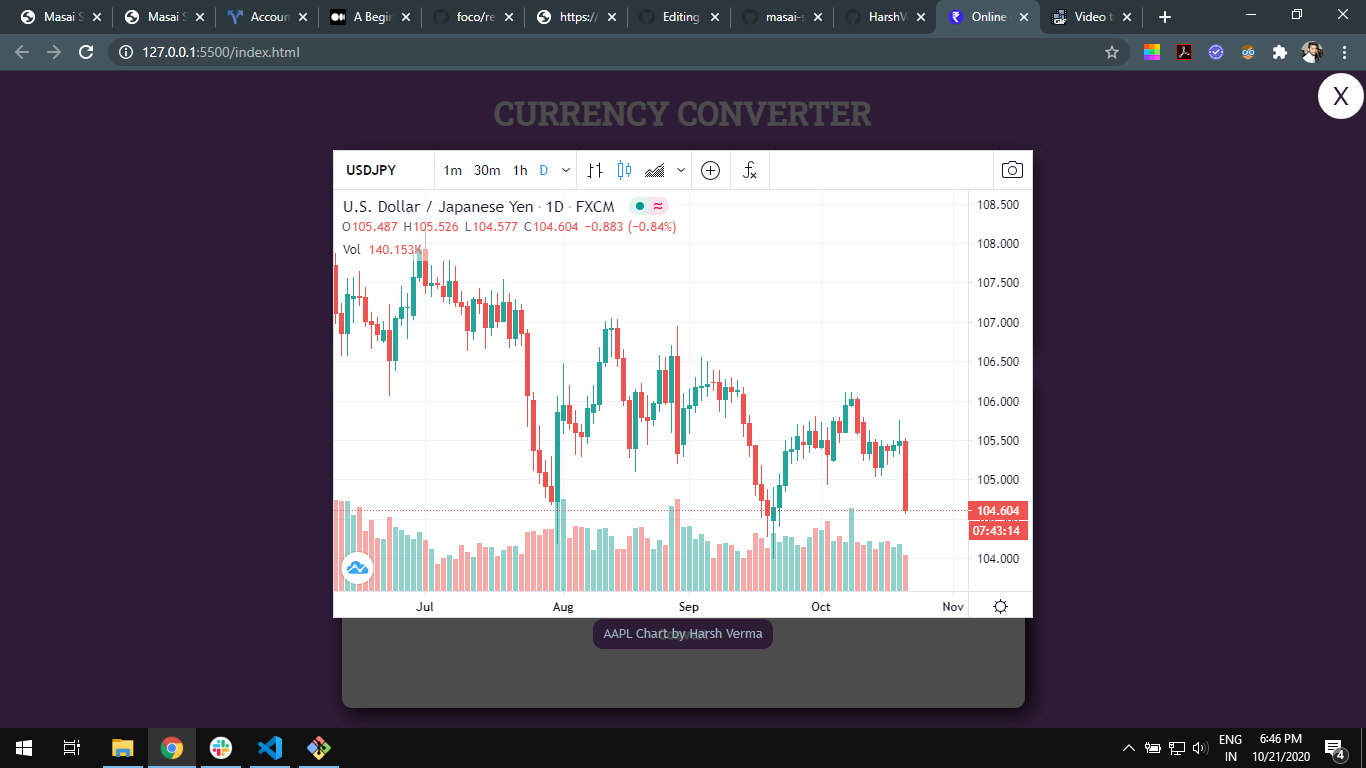 Masai S
Masai S
Accoun
A Begin
foco/re
https://
Editing
masai-s
HarshVe
Online
Video t
127.0.0.1:5500/index.html
CURRENCY CONVERTER
X
USDJPY 1m 30m 1h D
U.S. Dollar / Japanese Yen · 1D · FXCM
O105.487 H105.526 L104.577 C104.604 −0.883 (−0.84%)
Vol 140.153K
108.500
108.000
107.500
107.000
106.500
106.000
105.500
105.000
104.604
07:43:14
104.000
Jul Aug Sep Oct Nov
AAPL Chart by Harsh Verma
ENG
IN
6:46 PM
10/21/2020
4